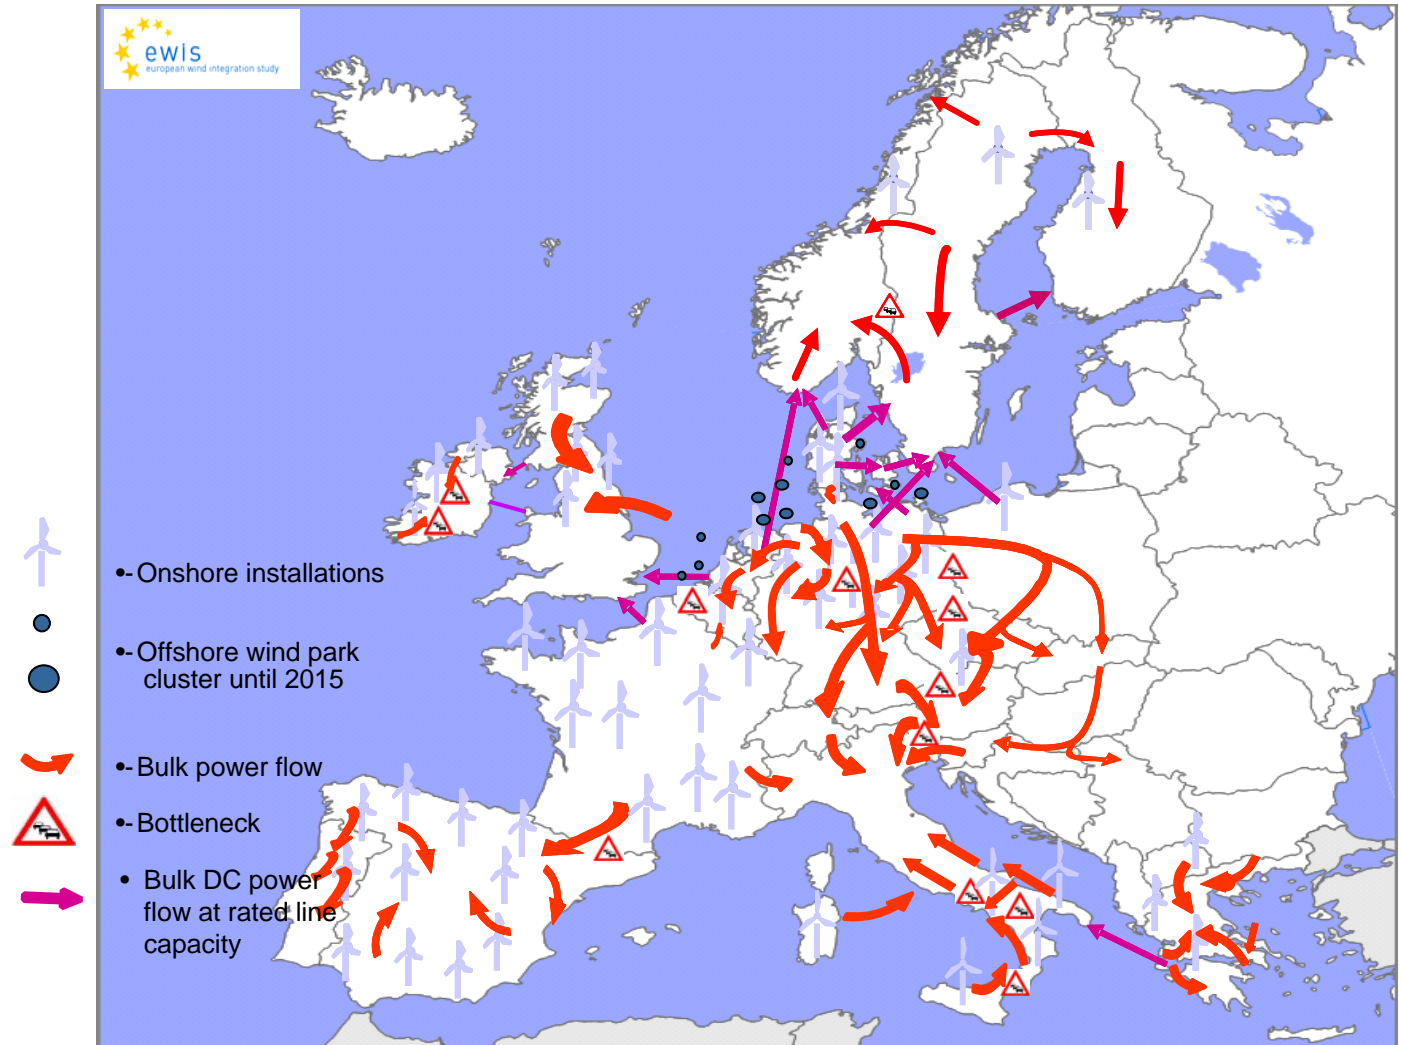 ewis
european wind integration study
•- Onshore installations
•- Offshore wind park
cluster until 2015
•- Bulk power flow
•- Bottleneck
• Bulk DC power
flow at rated line
capacity